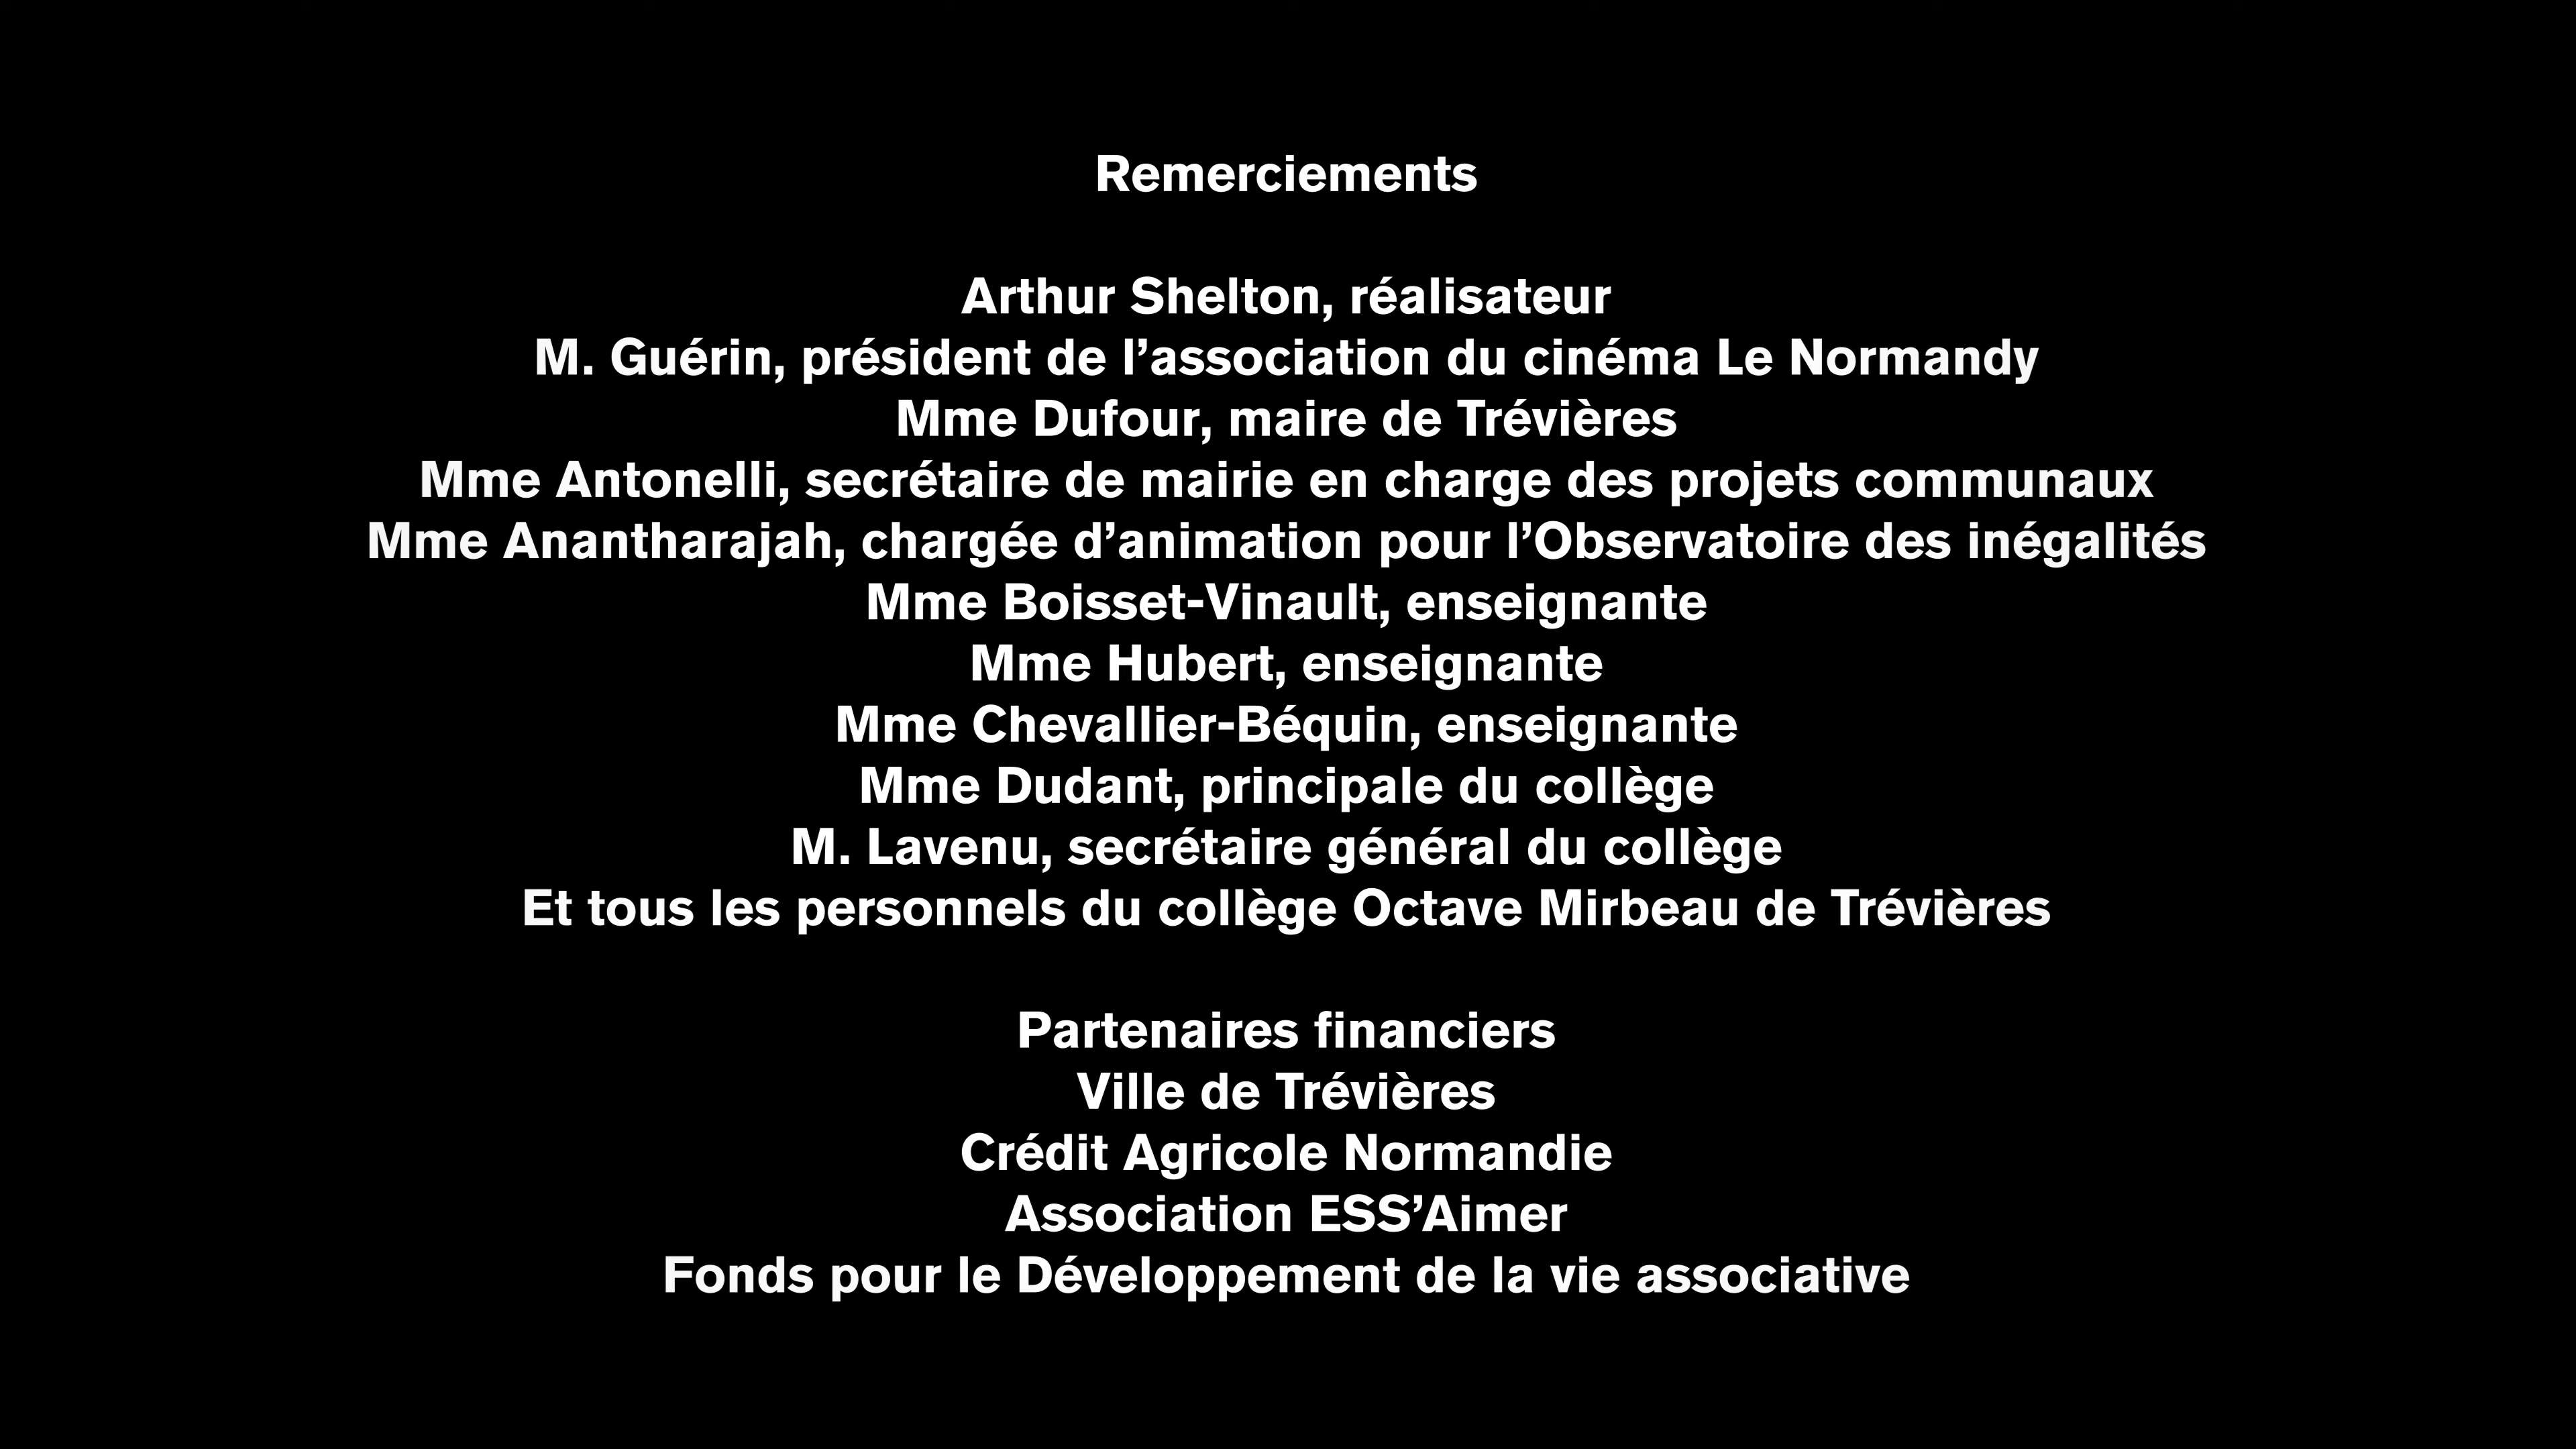 Remerciements
Arthur Shelton, réalisateur
M. Guérin, président de l’association du cinéma Le Normandy
Mme Dufour, maire de Trévières
Mme Antonelli, secrétaire de mairie en charge des projets communaux
Mme Anantharajah, chargée d’animation pour l’Observatoire des inégalités
Mme Boisset-Vinault, enseignante
Mme Hubert, enseignante
Mme Chevallier-Béquin, enseignante
Mme Dudant, principale du collège
M. Lavenu, secrétaire général du collège
Et tous les personnels du collège Octave Mirbeau de Trévières
Partenaires financiers
Ville de Trévières
Crédit Agricole Normandie
Association ESS’Aimer
Fonds pour le Développement de la vie associative